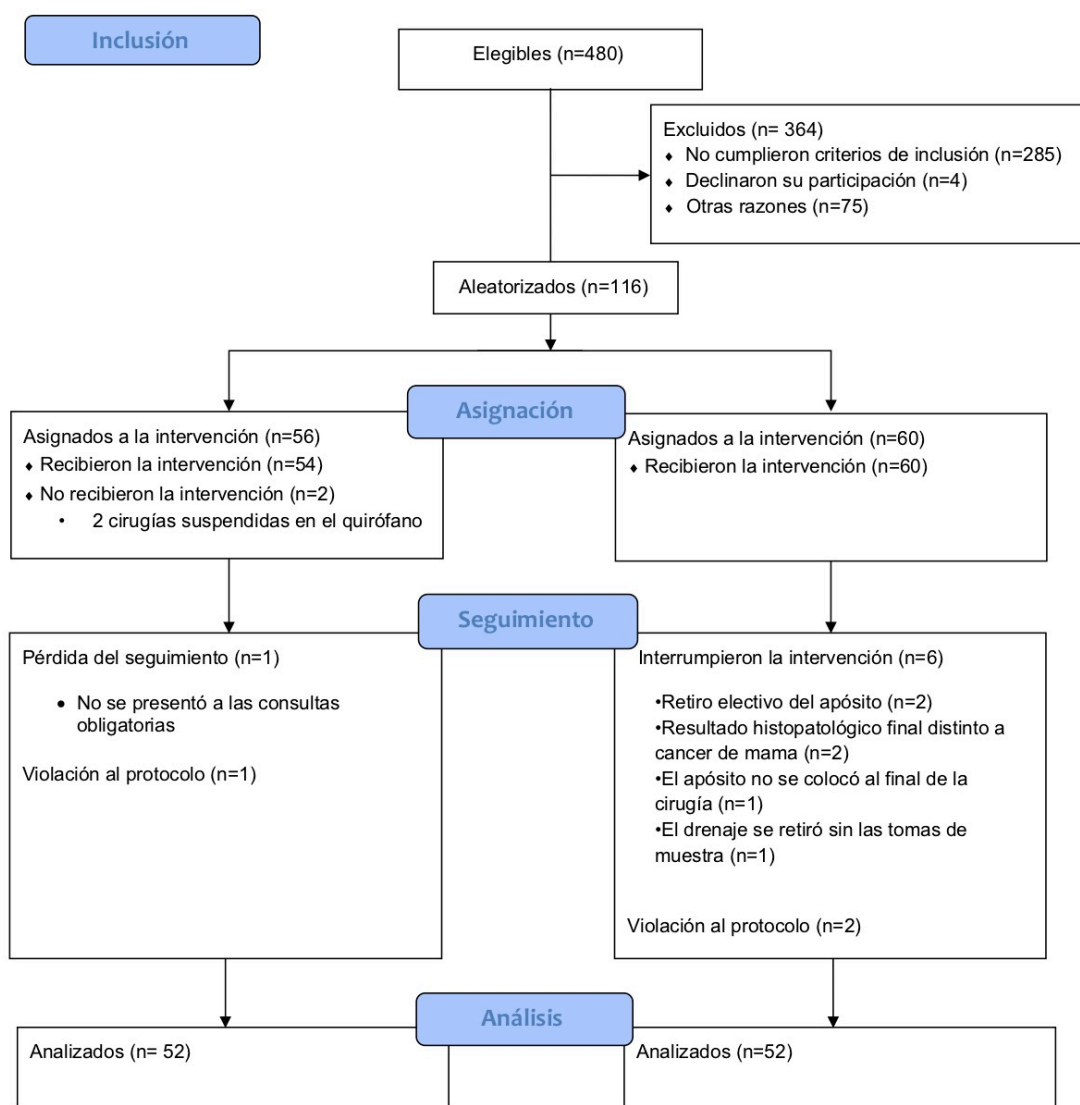 Inclusión
Elegibles (n=480)
Excluidos (n= 364)
♦ No cumplieron criterios de inclusión (n=285)
♦ Declinaron su participación (n=4)
♦ Otras razones (n=75)
Aleatorizados (n=116)
Asignación
Asignados a la intervención (n=56)
♦ Recibieron la intervención (n=54)
♦ No recibieron la intervención (n=2)
• 2 cirugías suspendidas en el quirófano
Asignados a la intervención (n=60)
♦ Recibieron la intervención (n=60)
Seguimiento
Pérdida del seguimiento (n=1)
• No se presentó a las consultas
obligatorias
Violación al protocolo (n=1)
Interrumpieron la intervención (n=6)
•Retiro electivo del apósito (n=2)
•Resultado histopatológico final distinto a
cancer de mama (n=2)
•El apósito no se colocó al final de la
cirugía (n=1)
•El drenaje se retiró sin las tomas de
muestra (n=1)
Violación al protocolo (n=2)
Análisis
Analizados (n= 52)
Analizados (n=52)